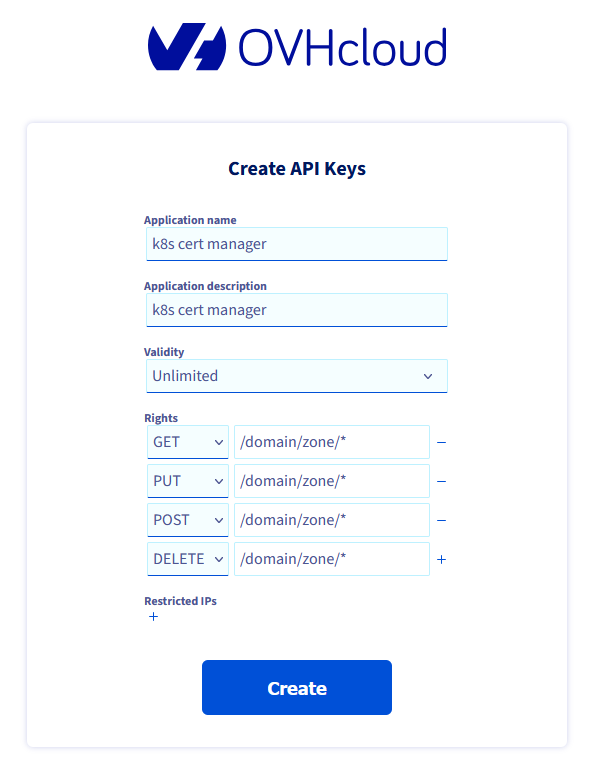 OVHcloud
Create API Keys
Application name
k8s cert manager
Application description
k8s cert manager
Validity
Unlimited
Rights
GET /domain/zone/* −
PUT /domain/zone/* −
POST /domain/zone/* −
DELETE /domain/zone/* +
Restricted IPs
+
Create